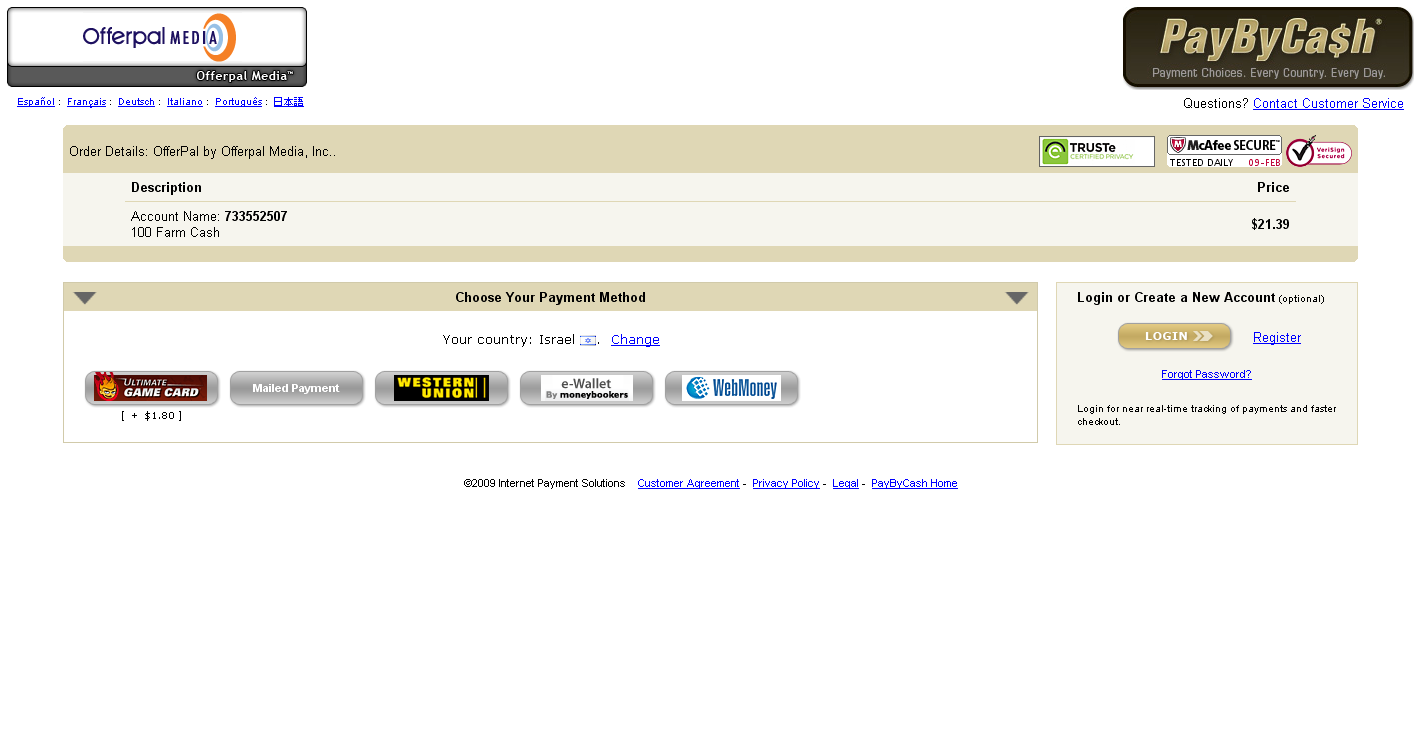 Offerpal MEDIA
Offerpal Media™
PayByCa$h®
Payment Choices. Every Country. Every Day.
Español : Français : Deutsch : Italiano : Português : 日本語
Questions? Contact Customer Service
Order Details: OfferPal by Offerpal Media, Inc..
TRUSTe
CERTIFIED PRIVACY
McAfee SECURE™
TESTED DAILY 09-FEB
VeriSign
Secured
Description Price
Account Name: 733552507
100 Farm Cash
$21.39
Choose Your Payment Method
Your country: Israel . Change
ULTIMATE
GAME CARD
[ + $1.80 ]
Mailed Payment
WESTERN
UNION
e-Wallet
By moneybookers
WebMoney
Login or Create a New Account (optional)
LOGIN
Register
Forgot Password?
Login for near real-time tracking of payments and faster
checkout.
©2009 Internet Payment Solutions Customer Agreement - Privacy Policy - Legal - PayByCash Home